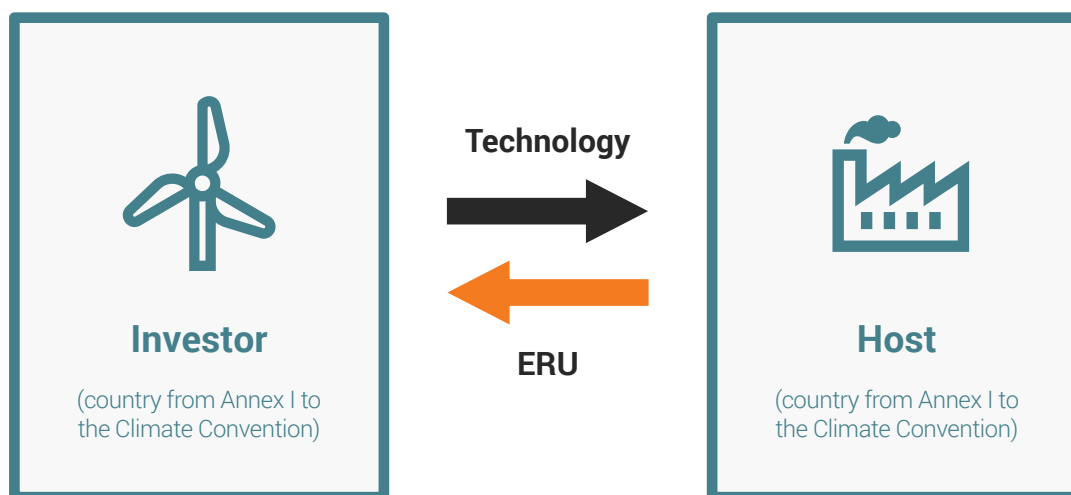 Technology
Investor
(country from Annex I to
the Climate Convention)
ERU
Host
(country from Annex I to
the Climate Convention)